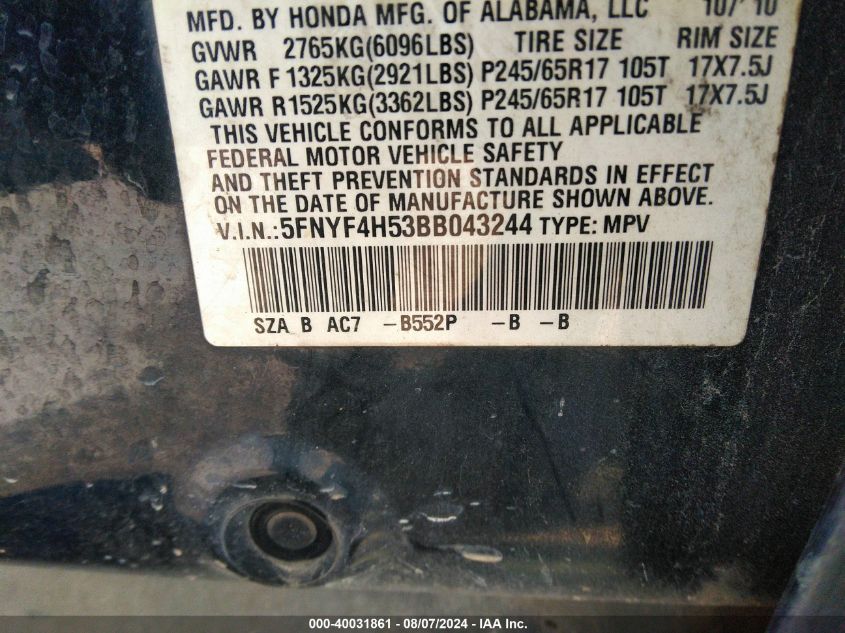 MFD. BY HONDA MFG. OF ALABAMA, LLC 10/'10
GVWR 2765KG(6096LBS) TIRE SIZE RIM SIZE
GAWR F 1325KG(2921LBS) P245/65R17 105T 17X7.5J
GAWR R1525KG(3362LBS) P245/65R17 105T 17X7.5J
THIS VEHICLE CONFORMS TO ALL APPLICABLE
FEDERAL MOTOR VEHICLE SAFETY
AND THEFT PREVENTION STANDARDS IN EFFECT
ON THE DATE OF MANUFACTURE SHOWN ABOVE.
V.I.N.:5FNYF4H53BB043244 TYPE: MPV
SZA B AC7 -B552P -B -B
000-40031861 - 08/07/2024 - IAA Inc.